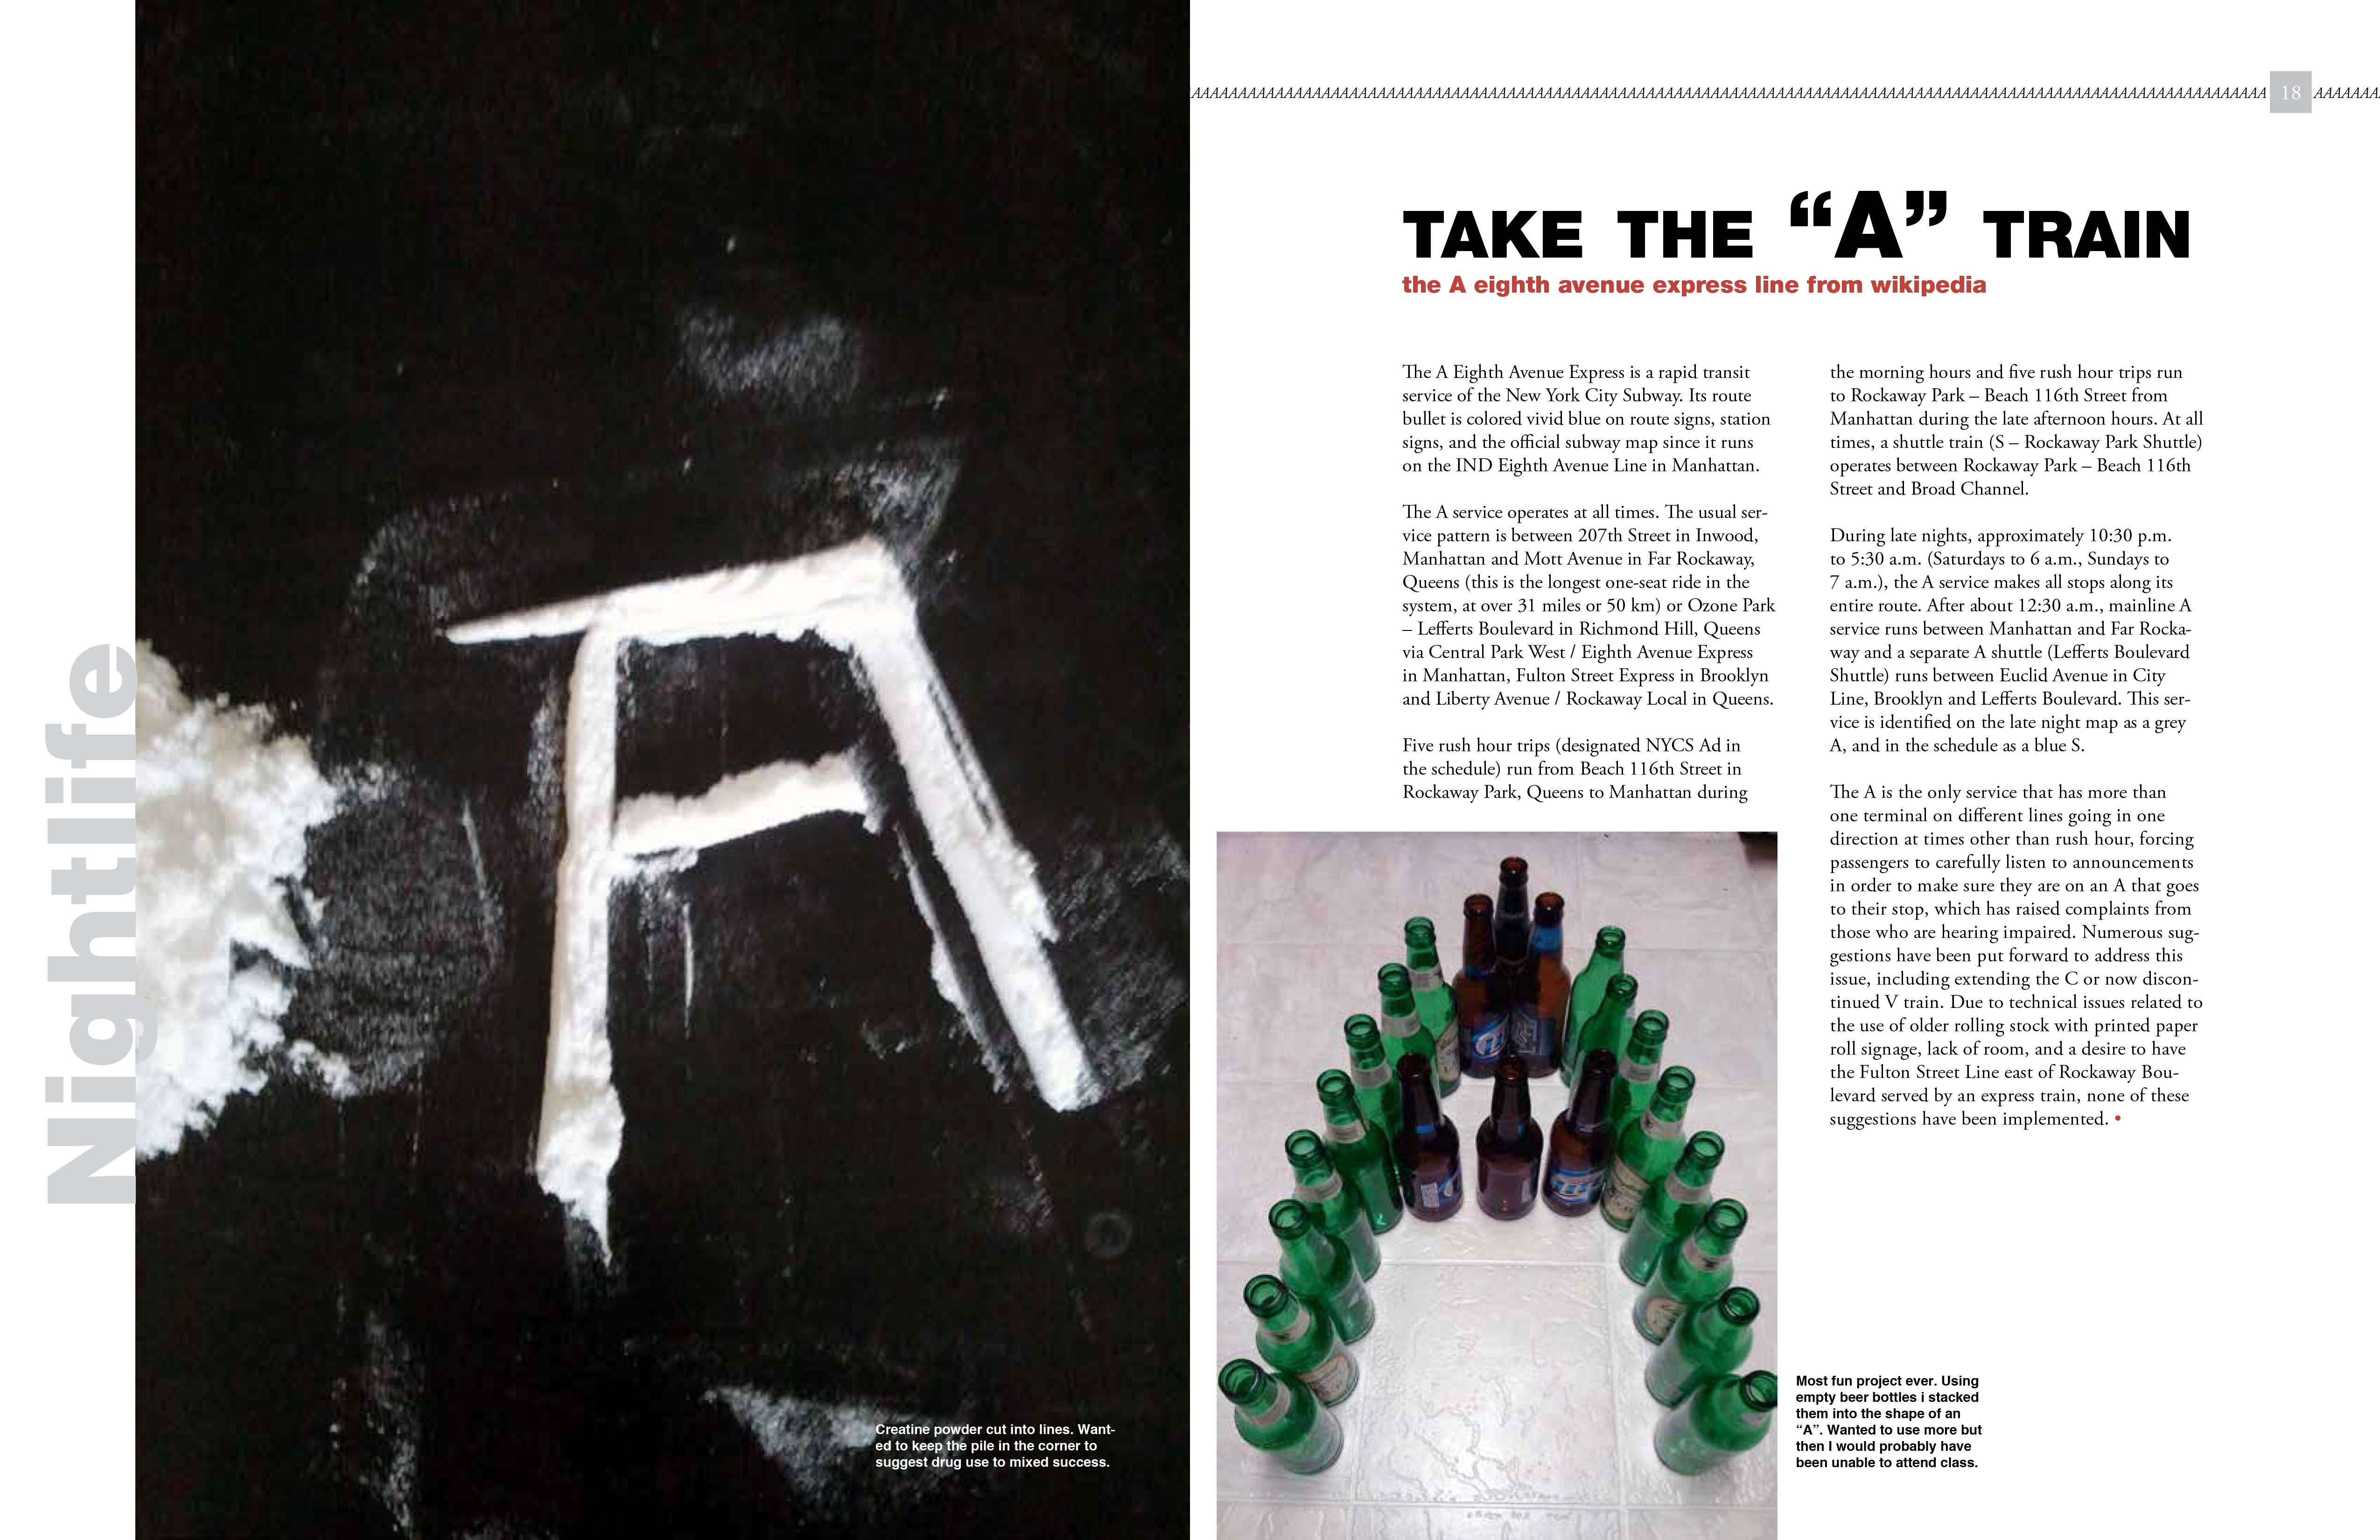 Nightlife
Creatine powder cut into lines. Want-
ed to keep the pile in the corner to
suggest drug use to mixed success.
18
TAKE THE “A” TRAIN
the A eighth avenue express line from wikipedia
The A Eighth Avenue Express is a rapid transit
service of the New York City Subway. Its route
bullet is colored vivid blue on route signs, station
signs, and the official subway map since it runs
on the IND Eighth Avenue Line in Manhattan.
The A service operates at all times. The usual ser-
vice pattern is between 207th Street in Inwood,
Manhattan and Mott Avenue in Far Rockaway,
Queens (this is the longest one-seat ride in the
system, at over 31 miles or 50 km) or Ozone Park
– Lefferts Boulevard in Richmond Hill, Queens
via Central Park West / Eighth Avenue Express
in Manhattan, Fulton Street Express in Brooklyn
and Liberty Avenue / Rockaway Local in Queens.
Five rush hour trips (designated NYCS Ad in
the schedule) run from Beach 116th Street in
Rockaway Park, Queens to Manhattan during
the morning hours and five rush hour trips run
to Rockaway Park – Beach 116th Street from
Manhattan during the late afternoon hours. At all
times, a shuttle train (S – Rockaway Park Shuttle)
operates between Rockaway Park – Beach 116th
Street and Broad Channel.
During late nights, approximately 10:30 p.m.
to 5:30 a.m. (Saturdays to 6 a.m., Sundays to
7 a.m.), the A service makes all stops along its
entire route. After about 12:30 a.m., mainline A
service runs between Manhattan and Far Rocka-
way and a separate A shuttle (Lefferts Boulevard
Shuttle) runs between Euclid Avenue in City
Line, Brooklyn and Lefferts Boulevard. This ser-
vice is identified on the late night map as a grey
A, and in the schedule as a blue S.
The A is the only service that has more than
one terminal on different lines going in one
direction at times other than rush hour, forcing
passengers to carefully listen to announcements
in order to make sure they are on an A that goes
to their stop, which has raised complaints from
those who are hearing impaired. Numerous sug-
gestions have been put forward to address this
issue, including extending the C or now discon-
tinued V train. Due to technical issues related to
the use of older rolling stock with printed paper
roll signage, lack of room, and a desire to have
the Fulton Street Line east of Rockaway Bou-
levard served by an express train, none of these
suggestions have been implemented. •
Most fun project ever. Using
empty beer bottles i stacked
them into the shape of an
“A”. Wanted to use more but
then I would probably have
been unable to attend class.